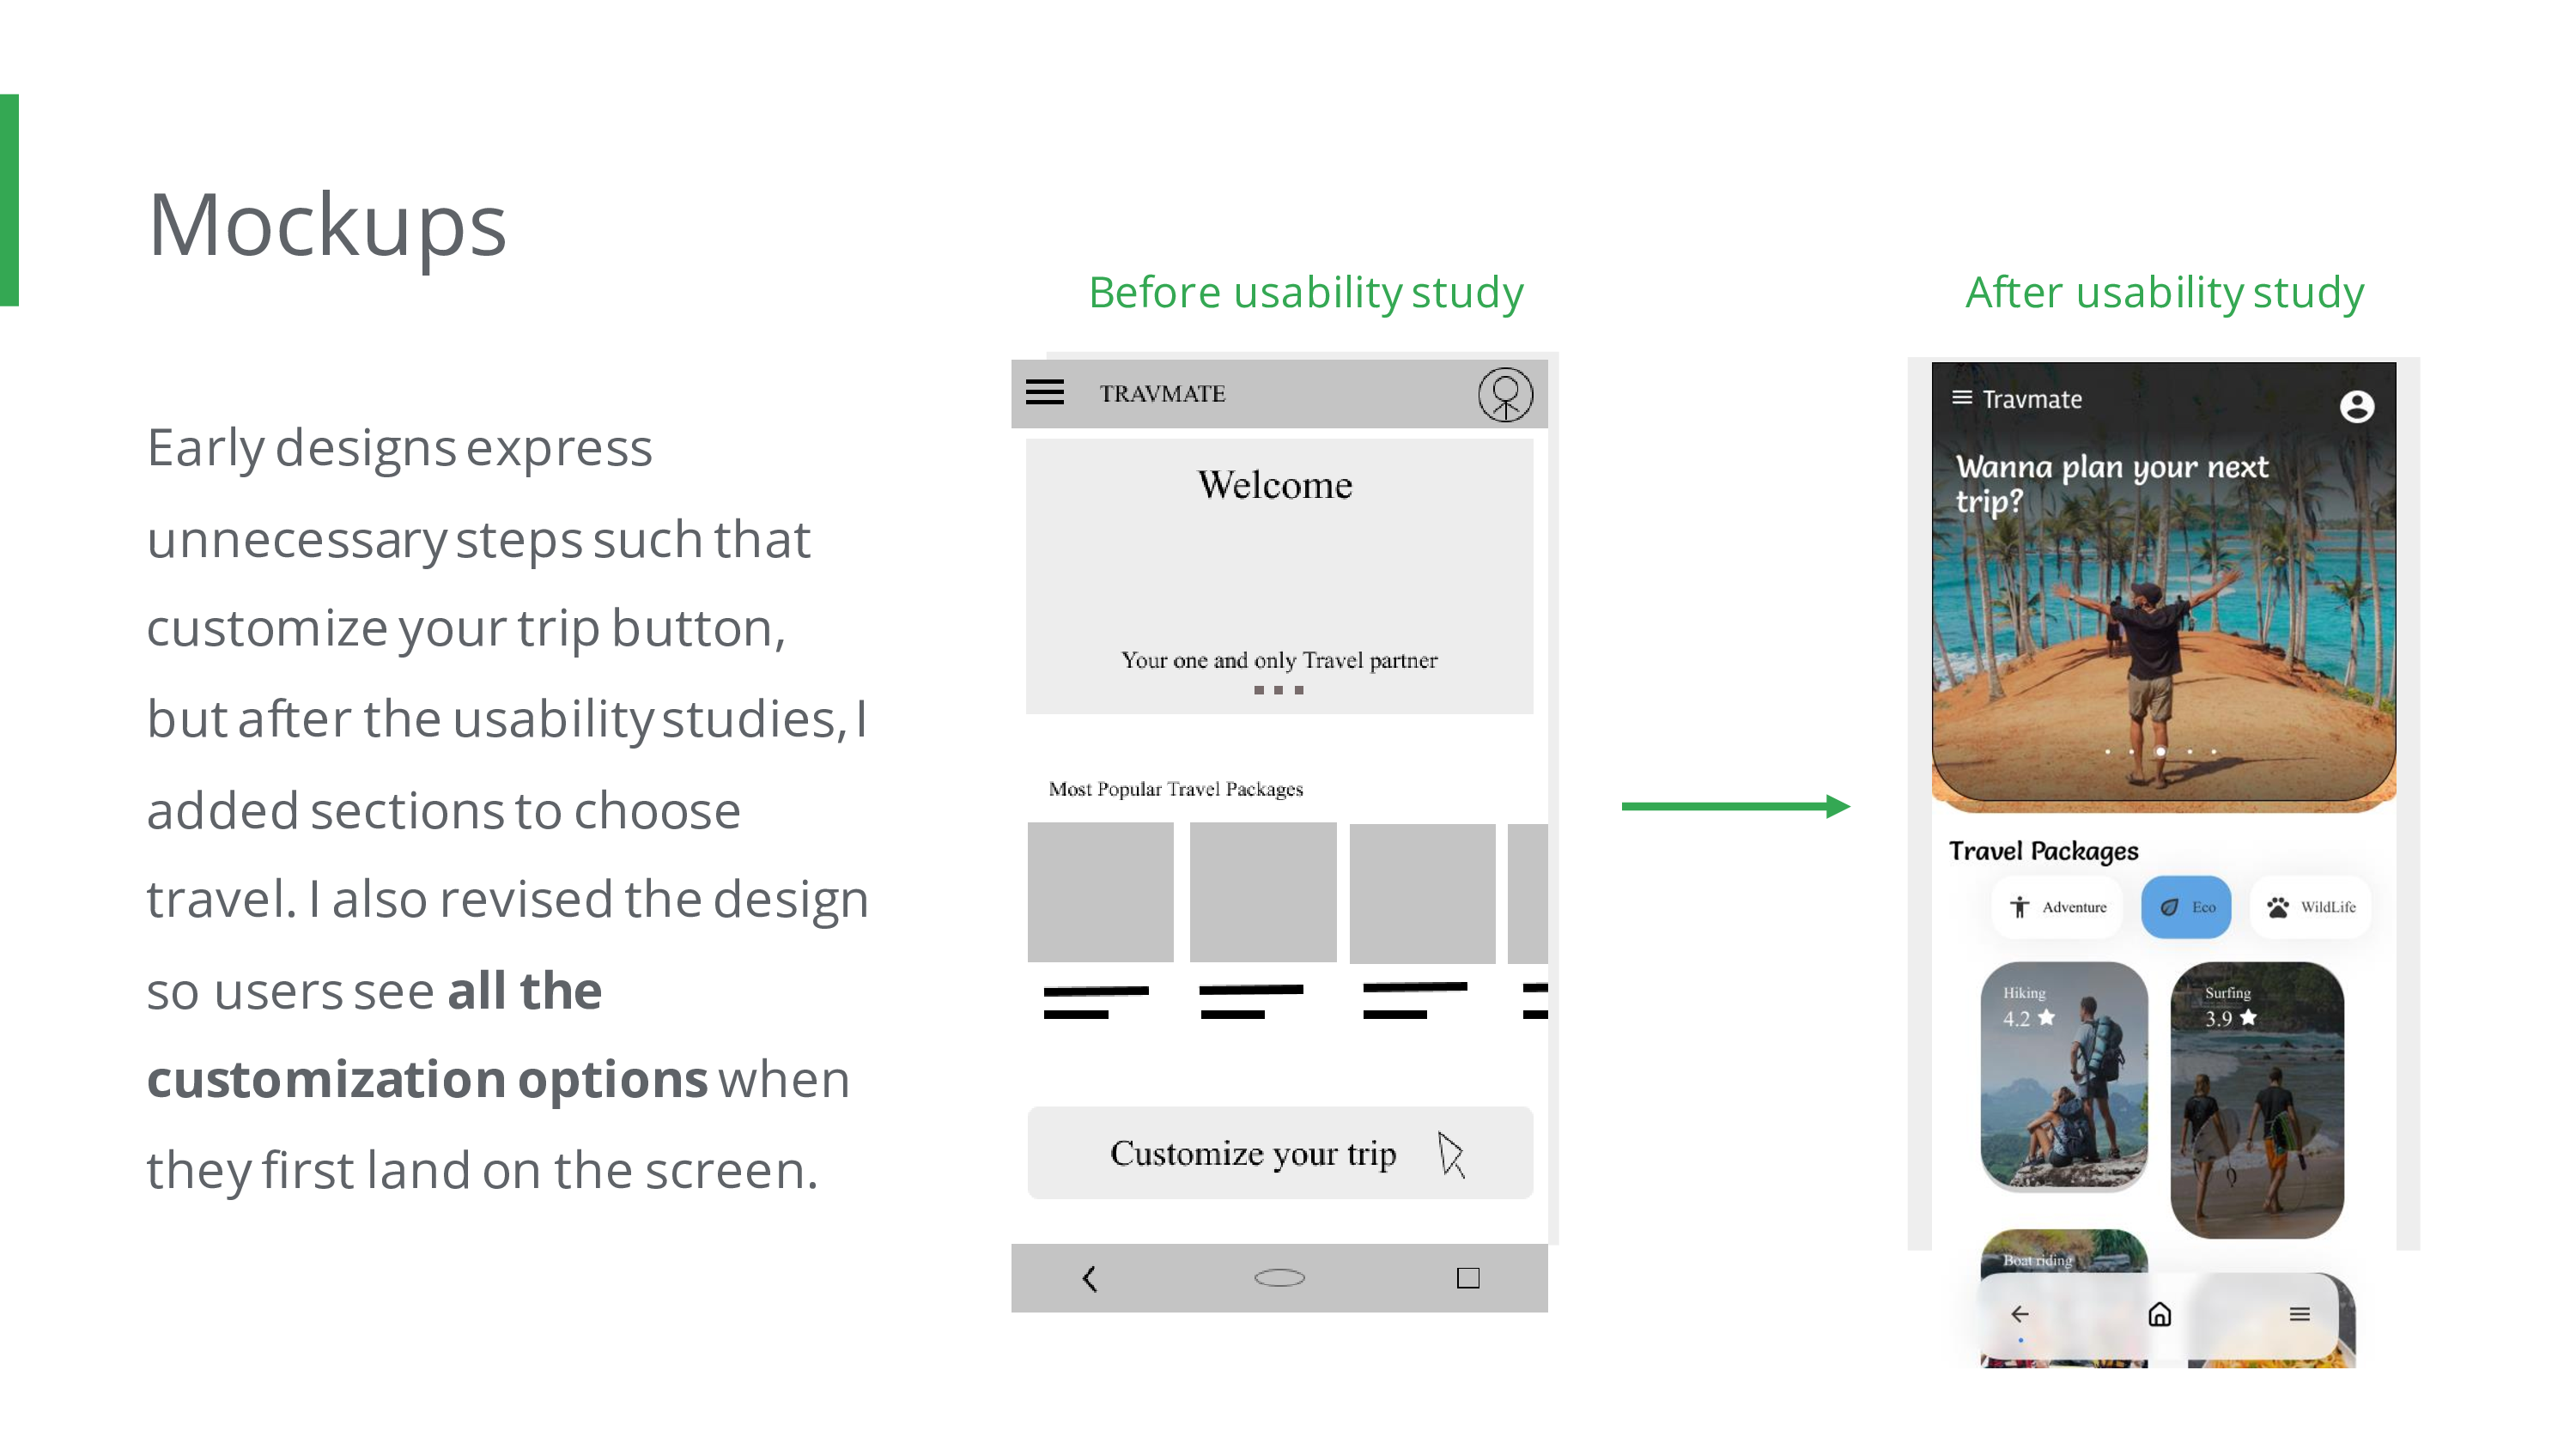 Mockups
Early designs express
unnecessary steps such that
customize your trip button,
but after the usability studies, I
added sections to choose
travel. I also revised the design
so users see all the
customization options when
they first land on the screen.
Before usability study
TRAVMATE
Welcome
Your one and only Travel partner
Most Popular Travel Packages
Customize your trip
After usability study
Travmate
Wanna plan your next
trip?
Travel Packages
Adventure Eco WildLife
Hiking
4.2
Surfing
3.9
Boat riding